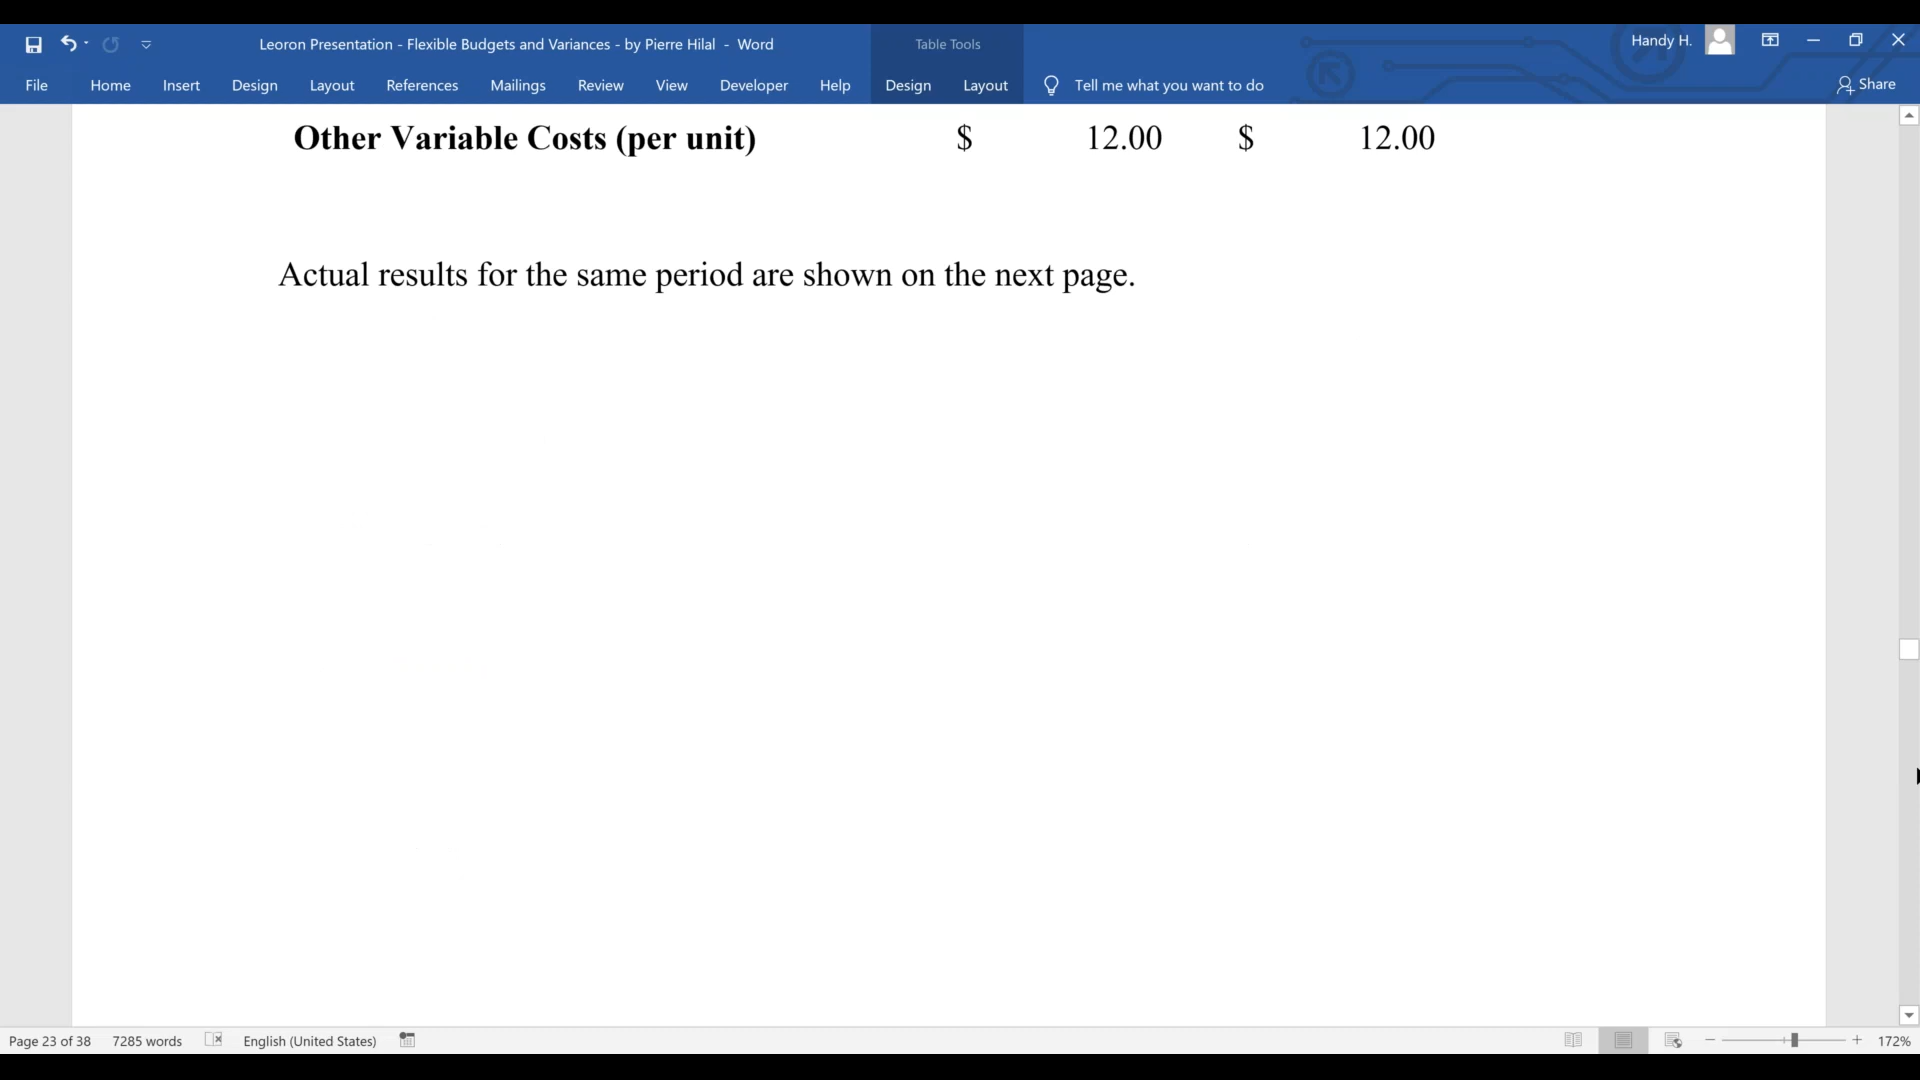 Leoron Presentation - Flexible Budgets and Variances - by Pierre Hilal - Word
Table Tools
Handy H.
File Home Insert Design Layout References Mailings Review View Developer Help Design Layout Tell me what you want to do Share
Other Variable Costs (per unit) $ 12.00 $ 12.00
Actual results for the same period are shown on the next page.
Page 23 of 38 7285 words English (United States) 172%